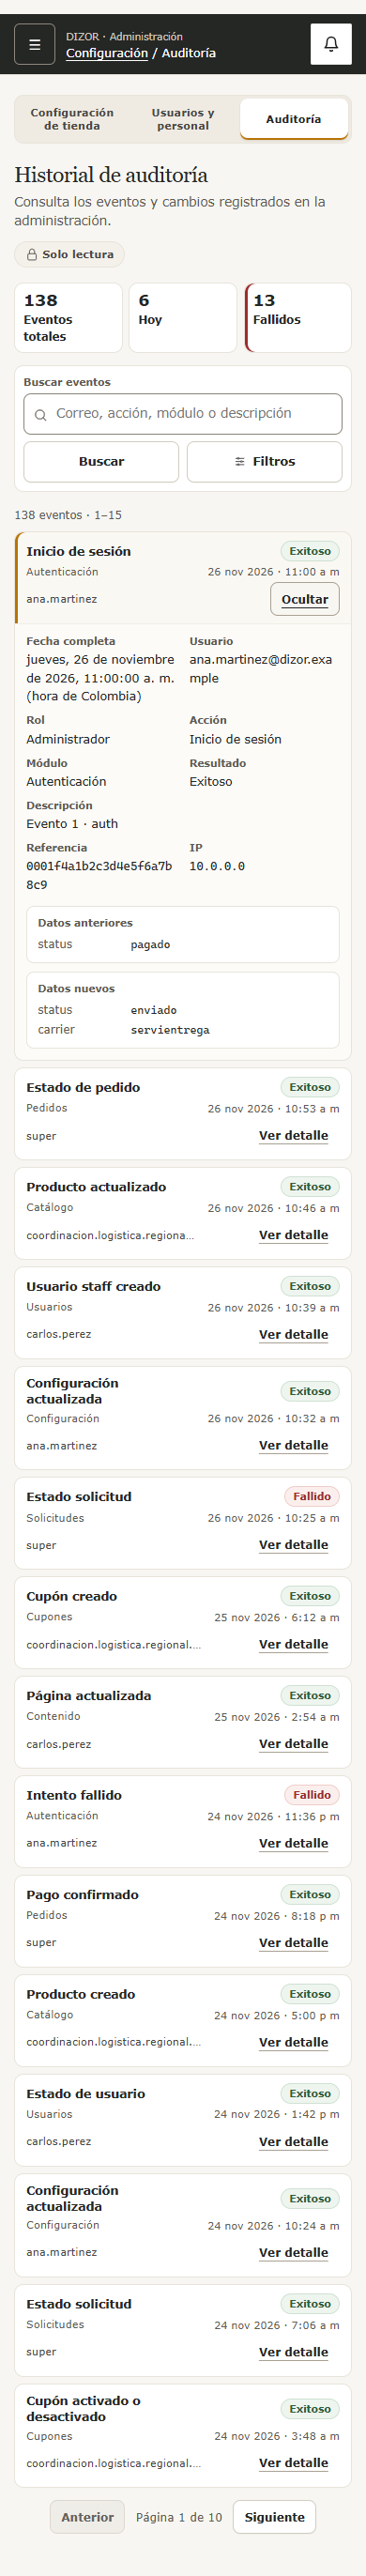 DIZOR · Administración
Configuración / Auditoría
Configuración
de tienda
Usuarios y
personal
Auditoría
Historial de auditoría
Consulta los eventos y cambios registrados en la
administración.
Solo lectura
138
Eventos
totales
6
Hoy
13
Fallidos
Buscar eventos
Correo, acción, módulo o descripción
Buscar
Filtros
138 eventos · 1–15
Inicio de sesión
Exitoso
Autenticación
26 nov 2026 · 11:00 a m
ana.martinez
Ocultar
Fecha completa
jueves, 26 de noviembre
de 2026, 11:00:00 a. m.
(hora de Colombia)
Usuario
ana.martinez@dizor.exa
mple
Rol
Administrador
Acción
Inicio de sesión
Módulo
Autenticación
Resultado
Exitoso
Descripción
Evento 1 · auth
Referencia
0001f4a1b2c3d4e5f6a7b
8c9
IP
10.0.0.0
Datos anteriores
status pagado
Datos nuevos
status enviado
carrier servientrega
Estado de pedido
Exitoso
Pedidos
26 nov 2026 · 10:53 a m
super
Ver detalle
Producto actualizado
Exitoso
Catálogo
26 nov 2026 · 10:46 a m
coordinacion.logistica.regiona...
Ver detalle
Usuario staff creado
Exitoso
Usuarios
26 nov 2026 · 10:39 a m
carlos.perez
Ver detalle
Configuración
actualizada
Exitoso
Configuración
26 nov 2026 · 10:32 a m
ana.martinez
Ver detalle
Estado solicitud
Fallido
Solicitudes
26 nov 2026 · 10:25 a m
super
Ver detalle
Cupón creado
Exitoso
Cupones
25 nov 2026 · 6:12 a m
coordinacion.logistica.regional....
Ver detalle
Página actualizada
Exitoso
Contenido
25 nov 2026 · 2:54 a m
carlos.perez
Ver detalle
Intento fallido
Fallido
Autenticación
24 nov 2026 · 11:36 p m
ana.martinez
Ver detalle
Pago confirmado
Exitoso
Pedidos
24 nov 2026 · 8:18 p m
super
Ver detalle
Producto creado
Exitoso
Catálogo
24 nov 2026 · 5:00 p m
coordinacion.logistica.regional....
Ver detalle
Estado de usuario
Exitoso
Usuarios
24 nov 2026 · 1:42 p m
carlos.perez
Ver detalle
Configuración
actualizada
Exitoso
Configuración
24 nov 2026 · 10:24 a m
ana.martinez
Ver detalle
Estado solicitud
Exitoso
Solicitudes
24 nov 2026 · 7:06 a m
super
Ver detalle
Cupón activado o
desactivado
Exitoso
Cupones
24 nov 2026 · 3:48 a m
coordinacion.logistica.regional....
Ver detalle
Anterior
Página 1 de 10
Siguiente